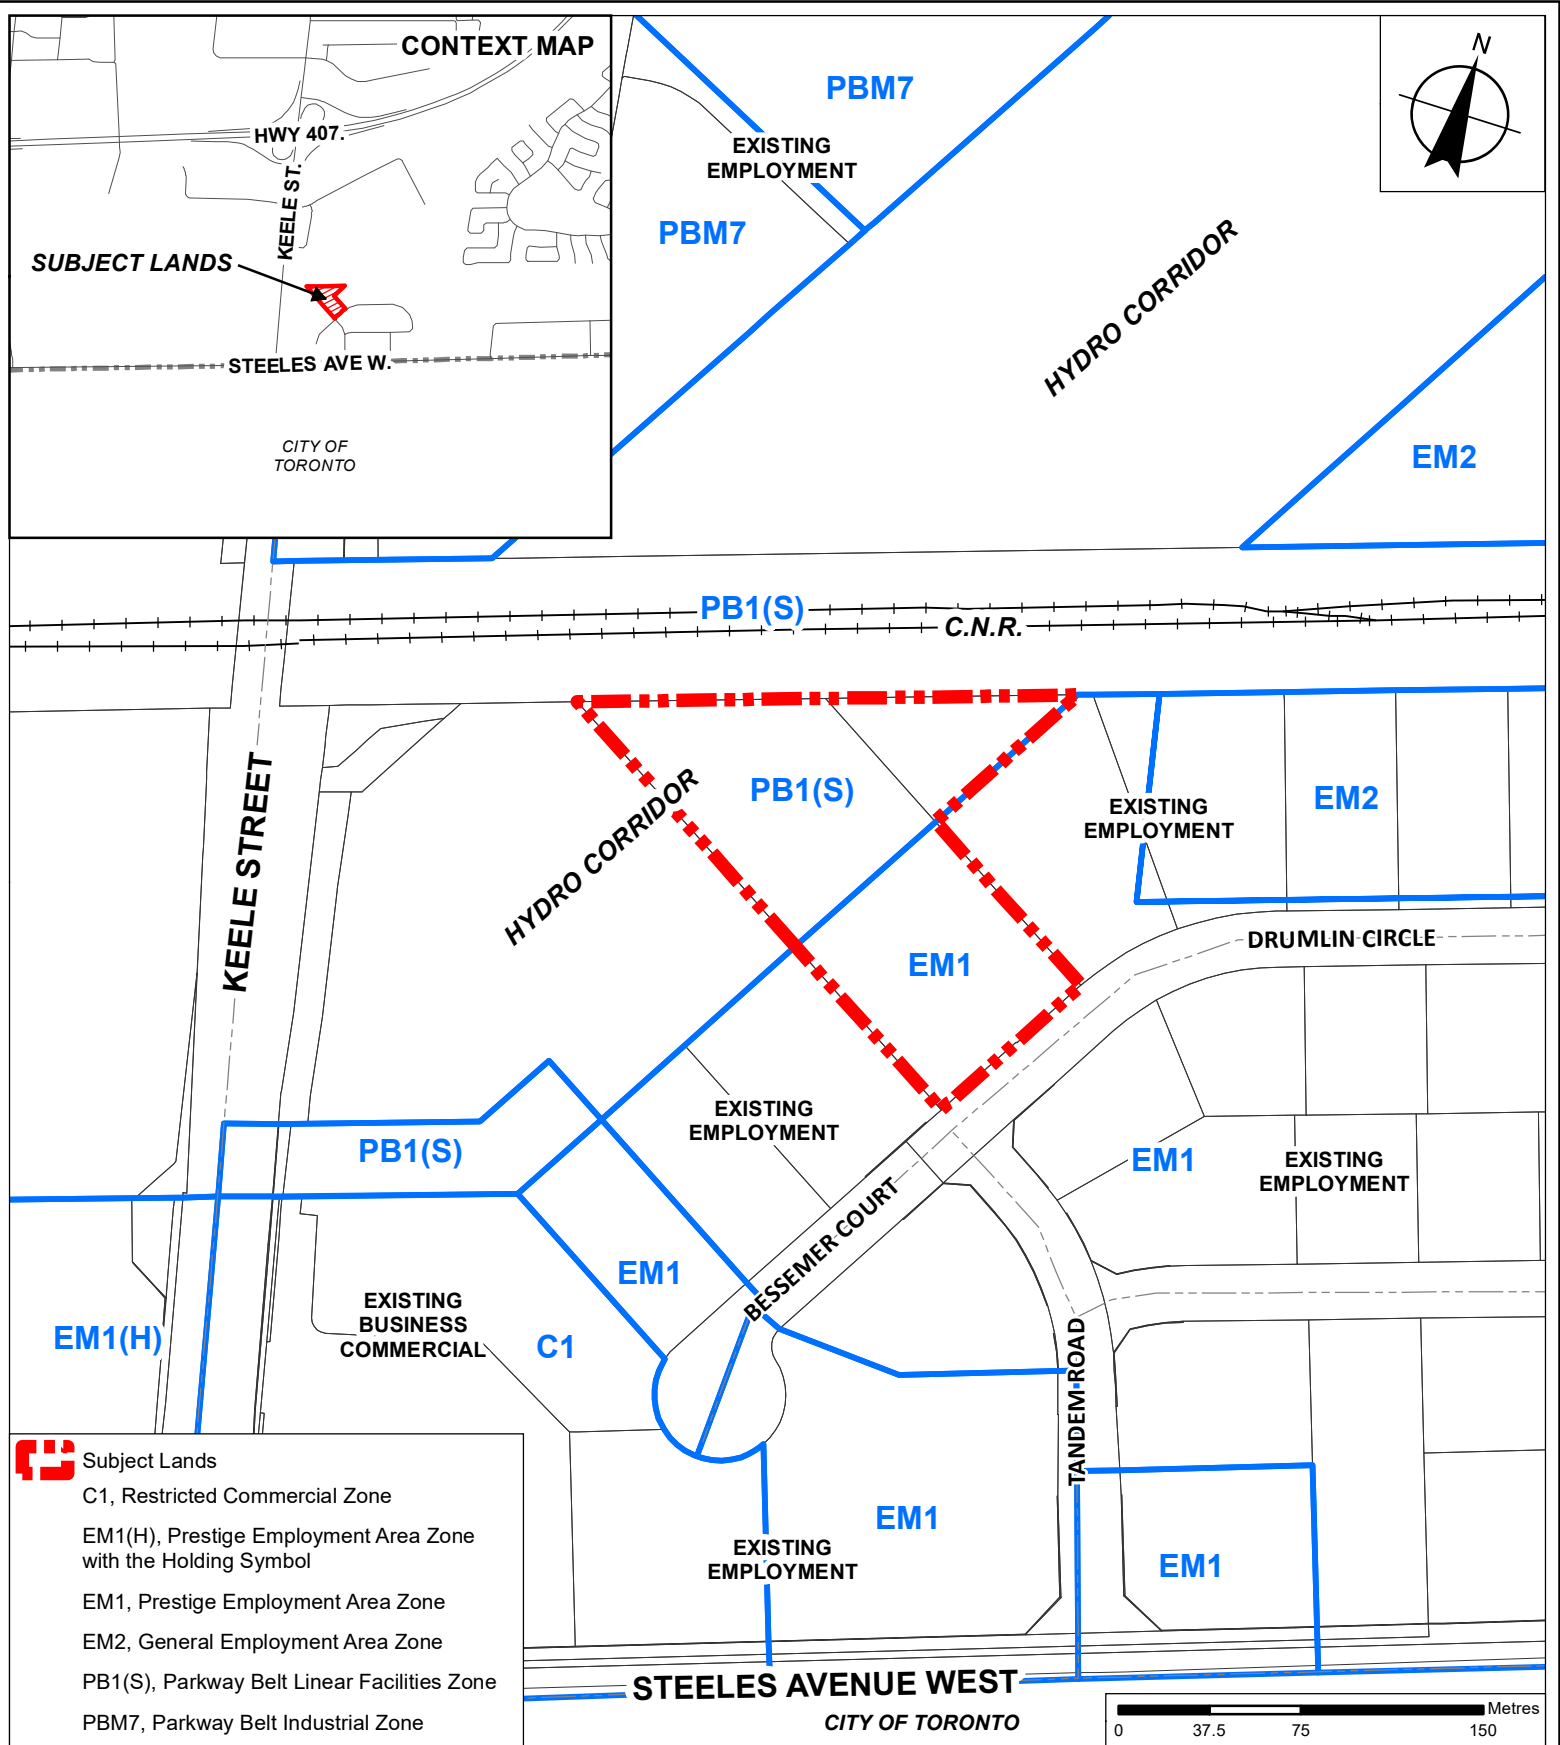 CONTEXT MAP
HWY 407.
KEELE ST.
SUBJECT LANDS
STEELES AVE W.
CITY OF
TORONTO
N
PBM7
EXISTING
EMPLOYMENT
PBM7
HYDRO CORRIDOR
EM2
PB1(S)
C.N.R.
KEELE STREET
HYDRO CORRIDOR
PB1(S)
EXISTING
EMPLOYMENT
EM2
EM1
DRUMLIN CIRCLE
EXISTING
EMPLOYMENT
PB1(S)
EM1
EXISTING
EMPLOYMENT
BESSEMER COURT
EM1
EXISTING
BUSINESS
COMMERCIAL
EM1(H)
C1
TANDEM ROAD
EM1
EXISTING
EMPLOYMENT
EM1
STEELES AVENUE WEST
CITY OF TORONTO
Subject Lands
C1, Restricted Commercial Zone
EM1(H), Prestige Employment Area Zone
with the Holding Symbol
EM1, Prestige Employment Area Zone
EM2, General Employment Area Zone
PB1(S), Parkway Belt Linear Facilities Zone
PBM7, Parkway Belt Industrial Zone
Metres
0 37.5 75 150